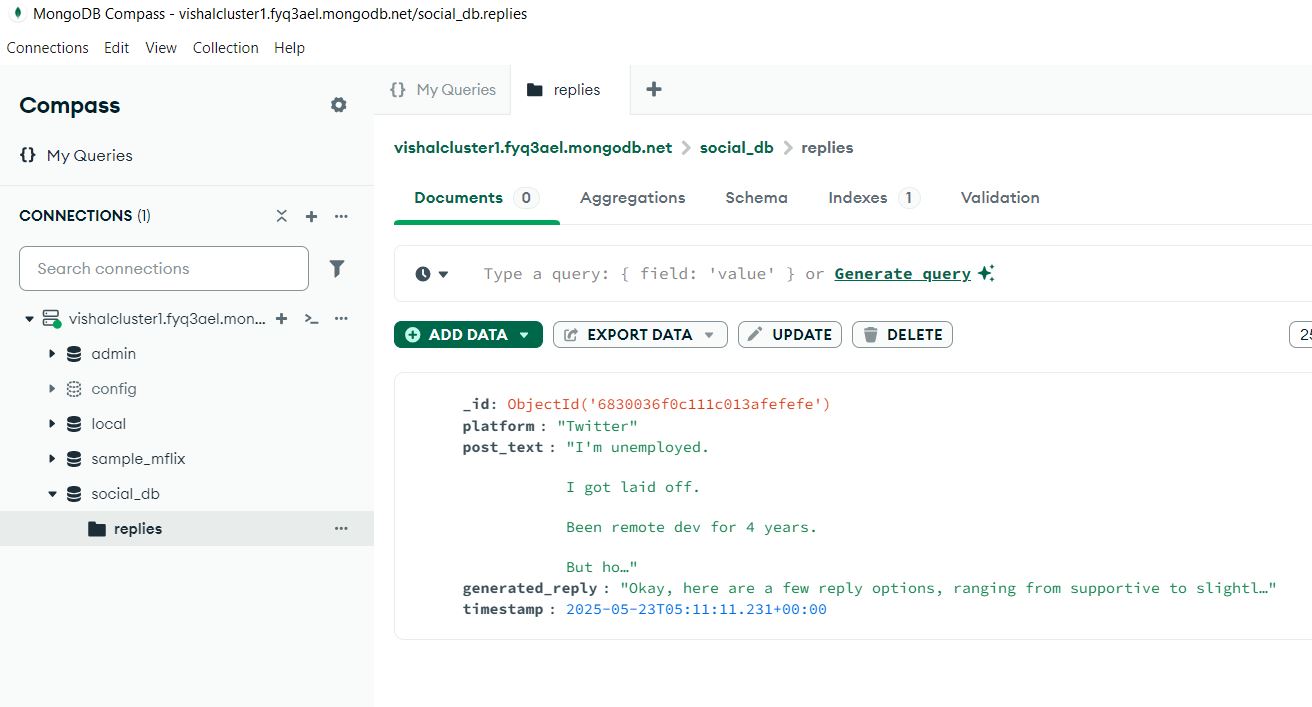 MongoDB Compass - vishalcluster1.fyq3ael.mongodb.net/social_db.replies
Connections Edit View Collection Help
Compass
{} My Queries
CONNECTIONS (1)
Search connections
vishalcluster1.fyq3ael.mon...
admin
config
local
sample_mflix
social_db
replies
{} My Queries
replies
vishalcluster1.fyq3ael.mongodb.net > social_db > replies
Documents 0 Aggregations Schema Indexes 1 Validation
Type a query: { field: 'value' } or Generate query
ADD DATA EXPORT DATA UPDATE DELETE
_id: ObjectId('6830036f0c111c013afefefe')
platform : "Twitter"
post_text : "I'm unemployed.
I got laid off.
Been remote dev for 4 years.
But ho…"
generated_reply : "Okay, here are a few reply options, ranging from supportive to slightl…"
timestamp : 2025-05-23T05:11:11.231+00:00